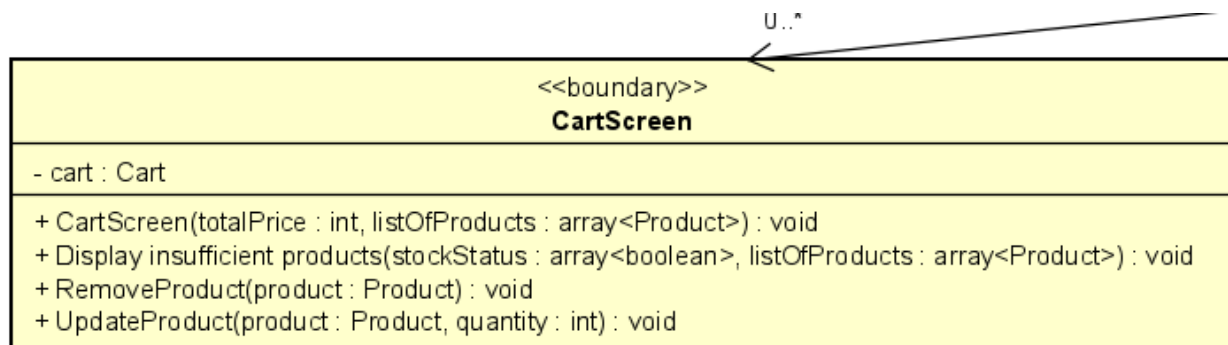 0..*
<<boundary>>
CartScreen
- cart : Cart
+ CartScreen(totalPrice : int, listOfProducts : array<Product>) : void
+ Display insufficient products(stockStatus : array<boolean>, listOfProducts : array<Product>) : void
+ RemoveProduct(product : Product) : void
+ UpdateProduct(product : Product, quantity : int) : void